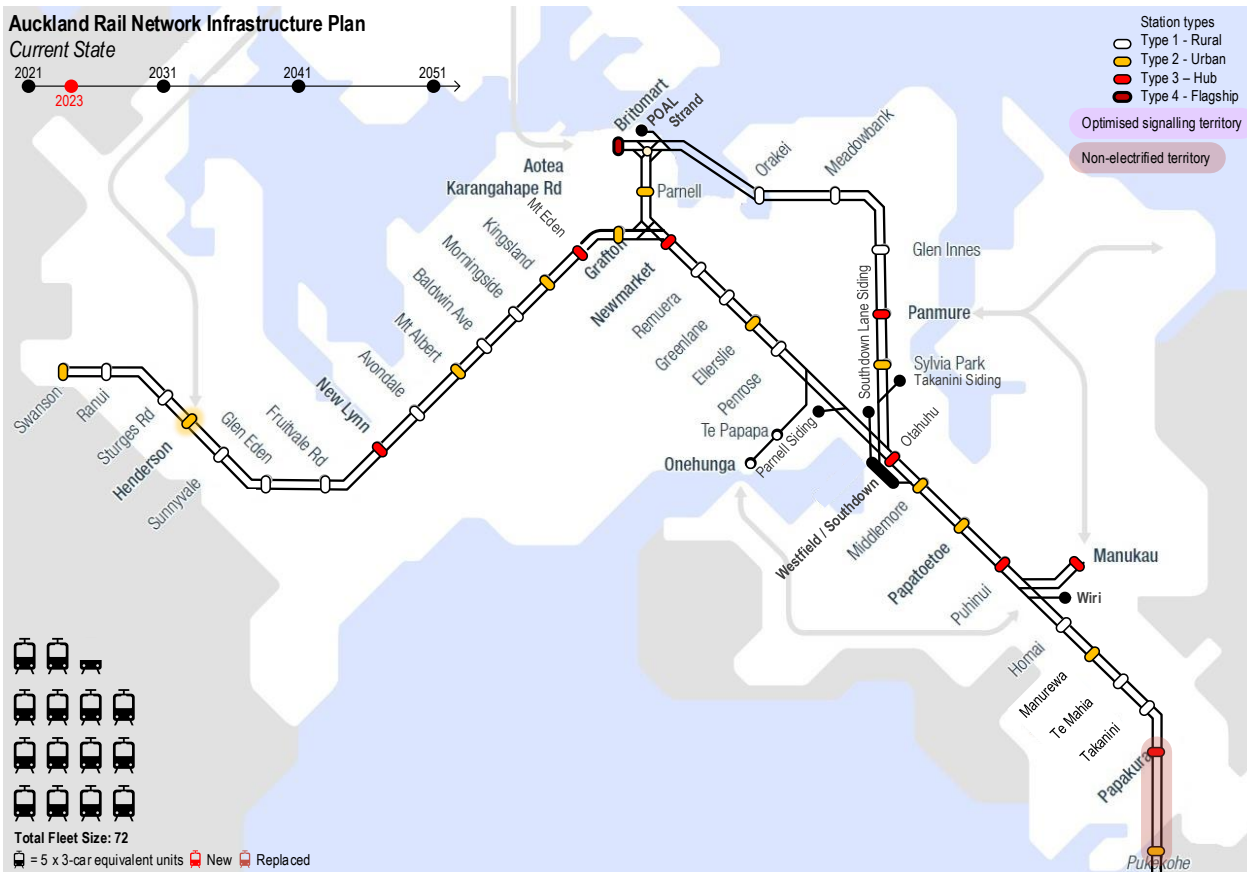 Auckland Rail Network Infrastructure Plan
Current State
2021
2031
2041
2051
2023
Station types
Type 1 - Rural
Type 2 - Urban
Type 3 – Hub
Type 4 - Flagship
Optimised signalling territory
Non-electrified territory
Britomart
POAL
Strand
Aotea
Karangahape Rd
Parnell
Orakei
Meadowbank
Mt Eden
Kingsland
Morningside
Baldwin Ave
Mt Albert
Avondale
New Lynn
Fruitvale Rd
Glen Eden
Sunnyvale
Henderson
Sturges Rd
Ranui
Swanson
Grafton
Newmarket
Remuera
Greenlane
Ellerslie
Penrose
Te Papapa
Onehunga
Parnell Siding
Southdown Lane Siding
Glen Innes
Panmure
Sylvia Park
Takanini Siding
Otahuhu
Westfield / Southdown
Middlemore
Papatoetoe
Puhinui
Manukau
Wiri
Homai
Manurewa
Te Mahia
Takanini
Papakura
Pukekohe
Total Fleet Size: 72
= 5 x 3-car equivalent units New Replaced